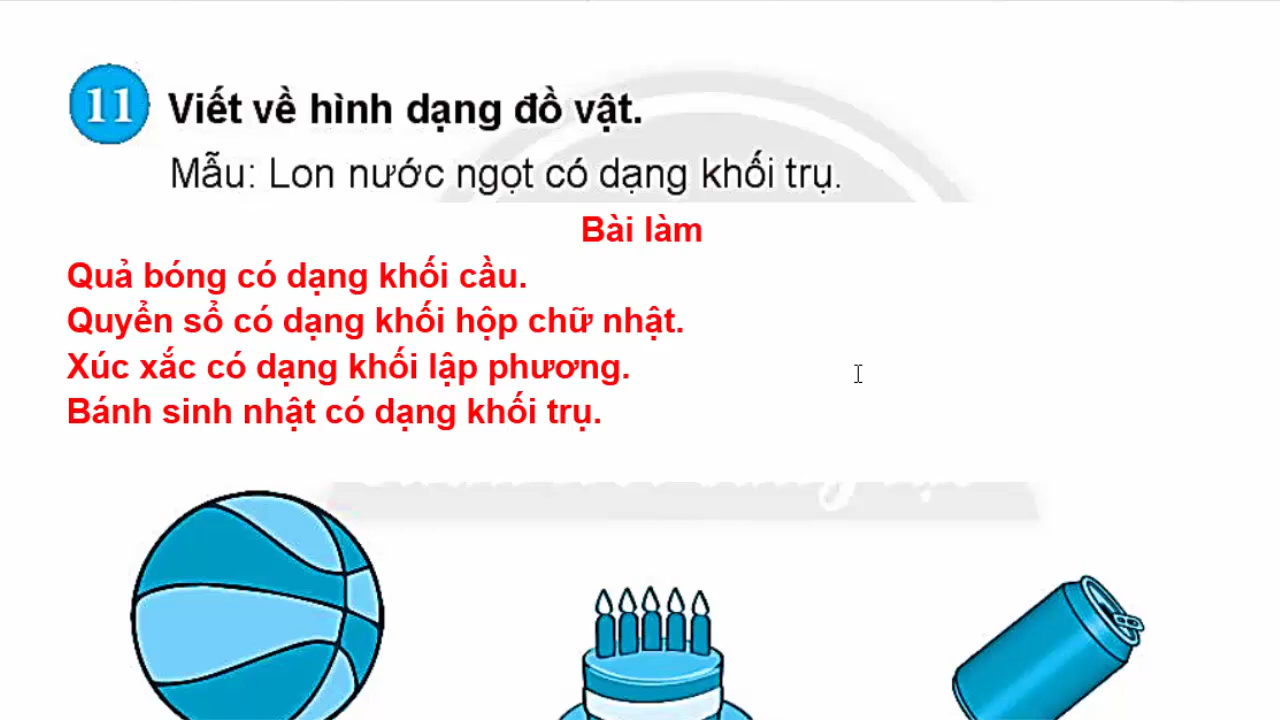 11 Viết về hình dạng đồ vật.
Mẫu: Lon nước ngọt có dạng khối trụ.
Bài làm
Quả bóng có dạng khối cầu.
Quyển sổ có dạng khối hộp chữ nhật.
Xúc xắc có dạng khối lập phương.
Bánh sinh nhật có dạng khối trụ.